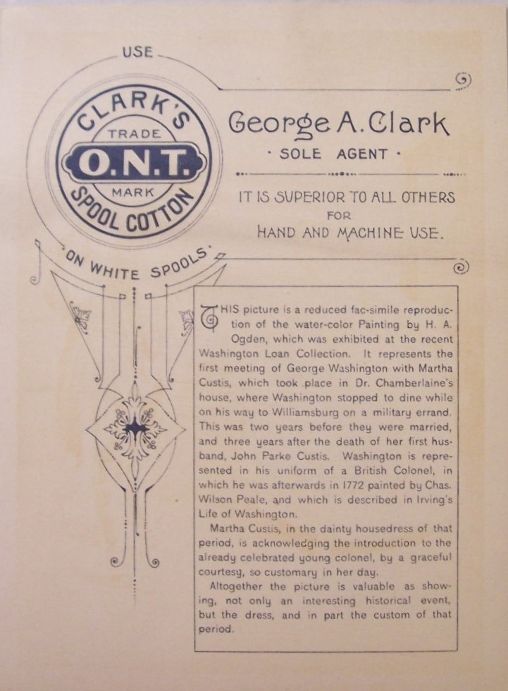 USE
CLARK'S
TRADE
O.N.T.
MARK
SPOOL COTTON
ON WHITE SPOOLS.
George A. Clark
· SOLE AGENT ·
IT IS SUPERIOR TO ALL OTHERS
FOR
HAND AND MACHINE USE.
THIS picture is a reduced fac-simile reproduc-
tion of the water-color Painting by H. A.
Ogden, which was exhibited at the recent
Washington Loan Collection. It represents the
first meeting of George Washington with Martha
Custis, which took place in Dr. Chamberlaine's
house, where Washington stopped to dine while
on his way to Williamsburg on a military errand.
This was two years before they were married,
and three years after the death of her first hus-
band, John Parke Custis. Washington is repre-
sented in his uniform of a British Colonel, in
which he was afterwards in 1772 painted by Chas.
Wilson Peale, and which is described in Irving's
Life of Washington.
Martha Custis, in the dainty housedress of that
period, is acknowledging the introduction to the
already celebrated young colonel, by a graceful
courtesy, so customary in her day.
Altogether the picture is valuable as show-
ing, not only an interesting historical event,
but the dress, and in part the custom of that
period.